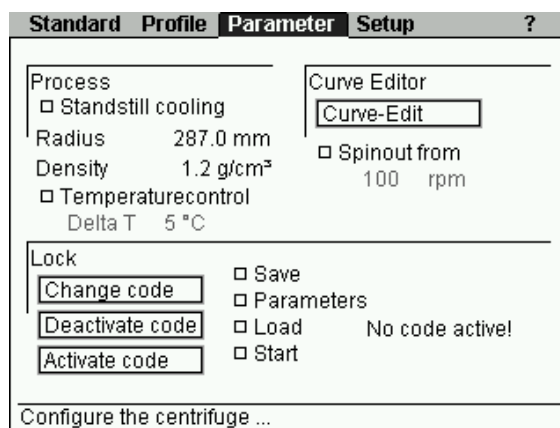 Standard Profile Parameter Setup ?
Process
Standstill cooling
Radius 287.0 mm
Density 1.2 g/cm³
Temperaturecontrol
Delta T 5 °C
Curve Editor
Curve-Edit
Spinout from
100 rpm
Lock
Change code
Deactivate code
Activate code
Save
Parameters
Load No code active!
Start
Configure the centrifuge ...